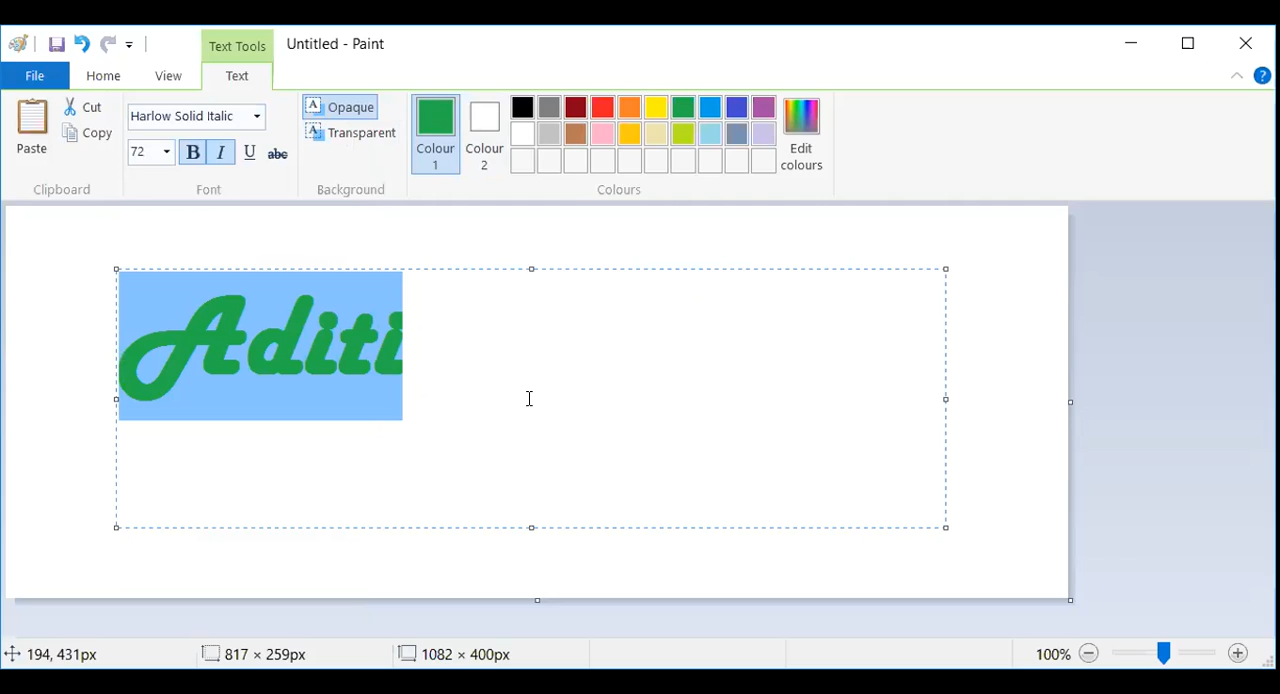 Text Tools
Untitled - Paint
File
Home
View
Text
Paste
Cut
Copy
Clipboard
Harlow Solid Italic
72
B
I
U
abc
Font
A Opaque
A Transparent
Background
Colour 1
Colour 2
Edit colours
Colours
?
Aditi
194, 431px
817 × 259px
1082 × 400px
100%